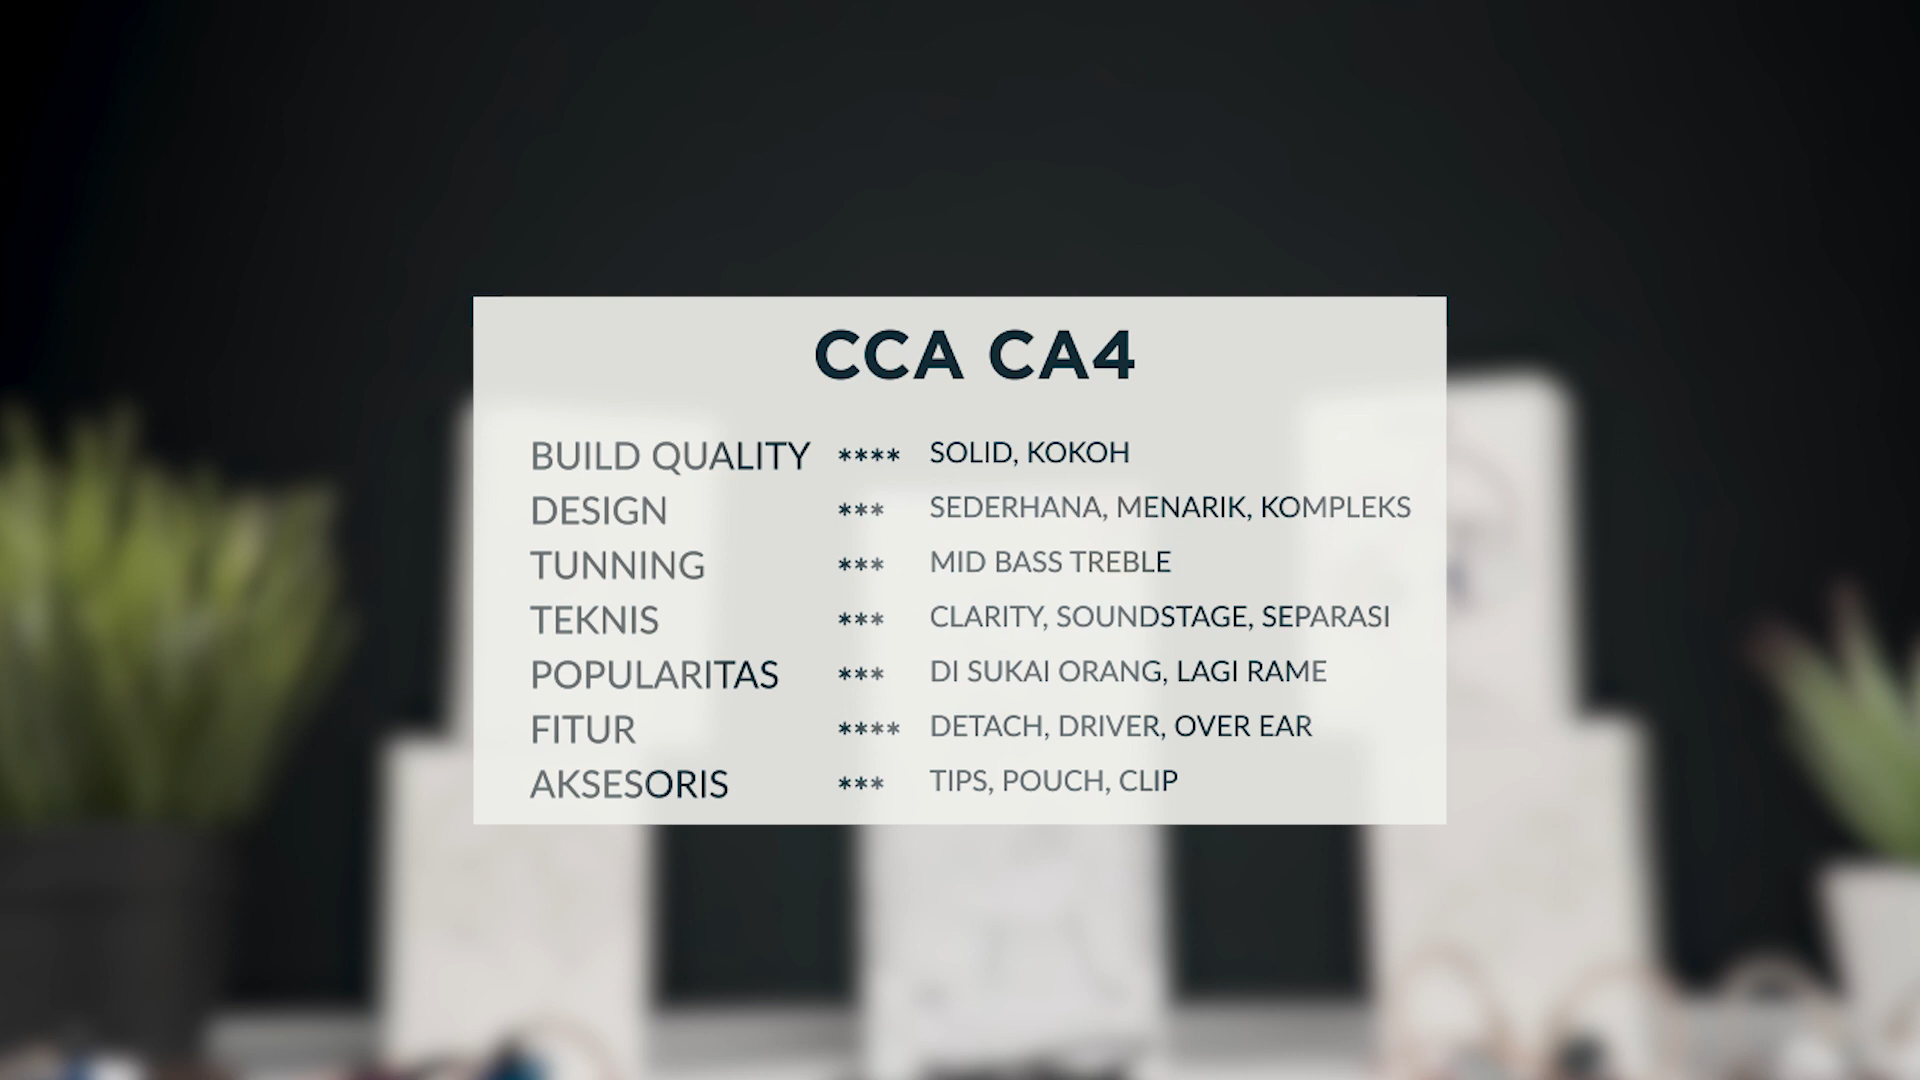 CCA CA4
BUILD QUALITY **** SOLID, KOKOH
DESIGN *** SEDERHANA, MENARIK, KOMPLEKS
TUNNING *** MID BASS TREBLE
TEKNIS *** CLARITY, SOUNDSTAGE, SEPARASI
POPULARITAS *** DI SUKAI ORANG, LAGI RAME
FITUR **** DETACH, DRIVER, OVER EAR
AKSESORIS *** TIPS, POUCH, CLIP